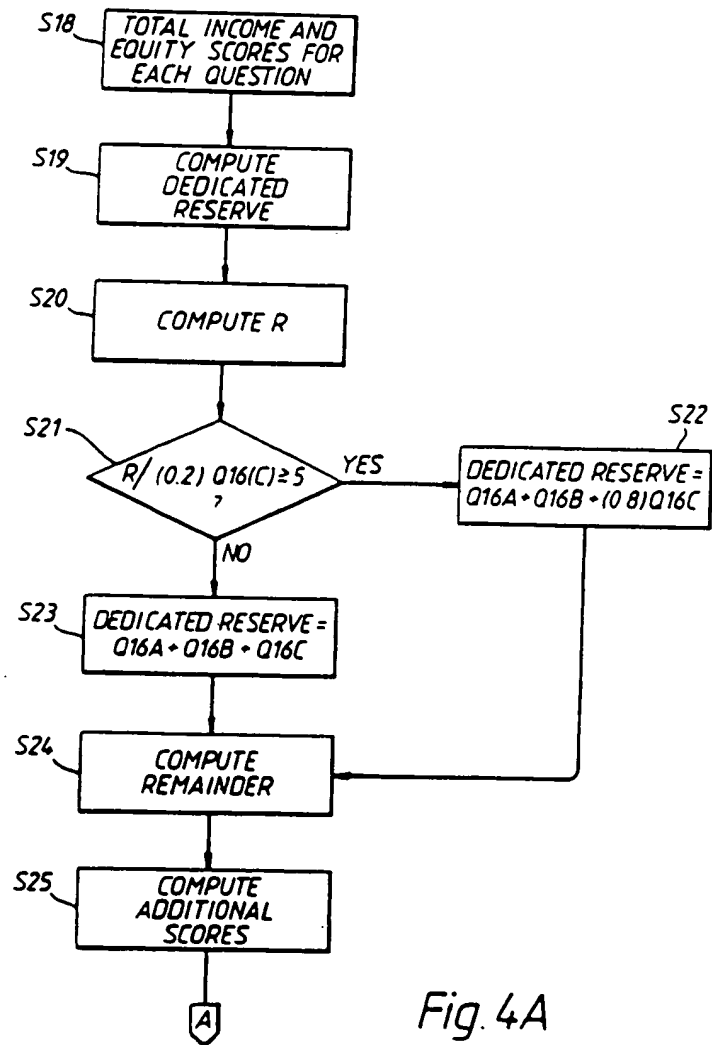 S18
TOTAL INCOME AND
EQUITY SCORES FOR
EACH QUESTION
S19
COMPUTE
DEDICATED
RESERVE
S20
COMPUTE R
S21
R/(0.2) Q16(C) ≥ 5
?
YES
S22
DEDICATED RESERVE =
Q16A + Q16B + (0.8)Q16C
NO
S23
DEDICATED RESERVE =
Q16A + Q16B + Q16C
S24
COMPUTE
REMAINDER
S25
COMPUTE
ADDITIONAL
SCORES
A
Fig. 4A